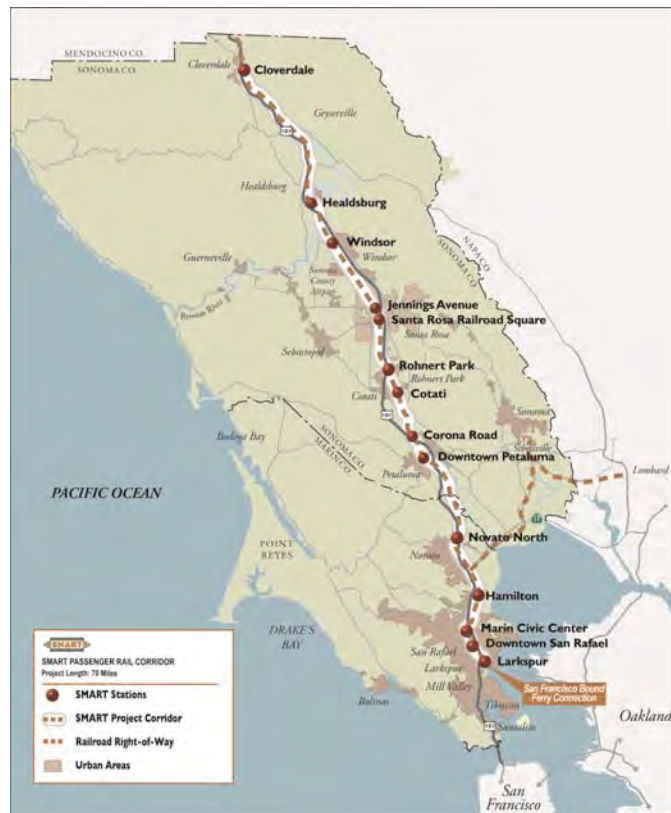 MENDOCINO CO.
SONOMA CO.
Cloverdale
Cloverdale
Geyserville
101
Healdsburg
Healdsburg
Windsor
Windsor
NAPA CO.
SONOMA CO.
Guerneville
Sonoma
County
Airport
Russian River
Jennings Avenue
Santa Rosa Railroad Square
Santa Rosa
Sebastopol
Rohnert Park
Rohnert Park
Cotati
Cotati
101
Sonoma
Schellville
SONOMA CO.
MARIN CO.
Corona Road
Bodega Bay
Downtown Petaluma
Petaluma
Lombard
PACIFIC OCEAN
Novato North
Novato
POINT
REYES
Hamilton
DRAKE'S
BAY
Marin Civic Center
Downtown San Rafael
San Rafael
Larkspur
Larkspur
Mill Valley
San Francisco Bound
Ferry Connection
Bolinas
Tiburon
Sausalito
Oakland
101
San
Francisco
SMART
SMART PASSENGER RAIL CORRIDOR
Project Length: 70 Miles
SMART Stations
SMART Project Corridor
Railroad Right-of-Way
Urban Areas